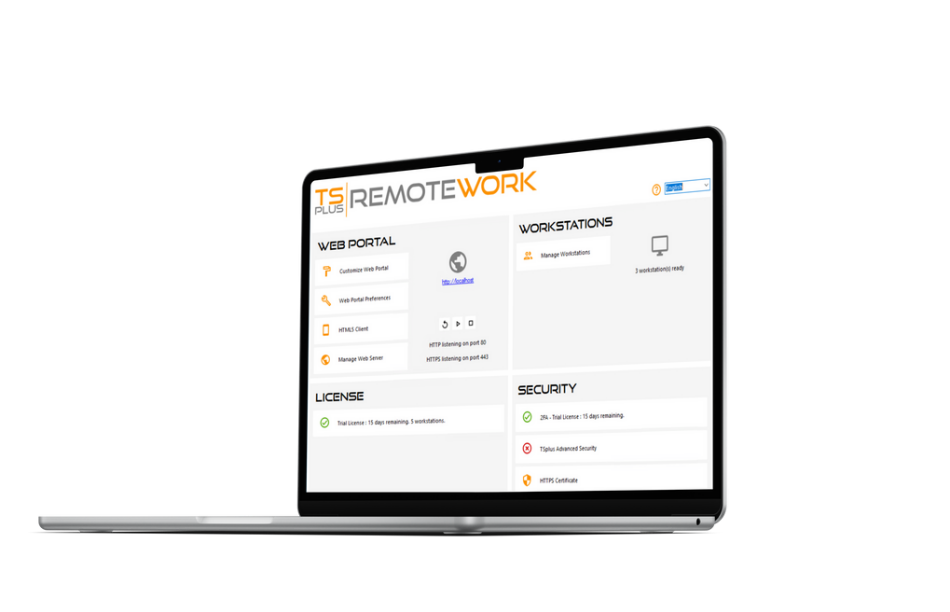 TS
PLUS
REMOTEWORK
English
WEB PORTAL
Customize Web Portal
Web Portal Preferences
HTML5 Client
Manage Web Server
http://localhost
HTTP listening on port 80
HTTPS listening on port 443
WORKSTATIONS
Manage Workstations
3 workstation(s) ready
LICENSE
Trial License : 15 days remaining. 5 workstations.
SECURITY
2FA - Trial License : 15 days remaining.
TSplus Advanced Security
HTTPS Certificate